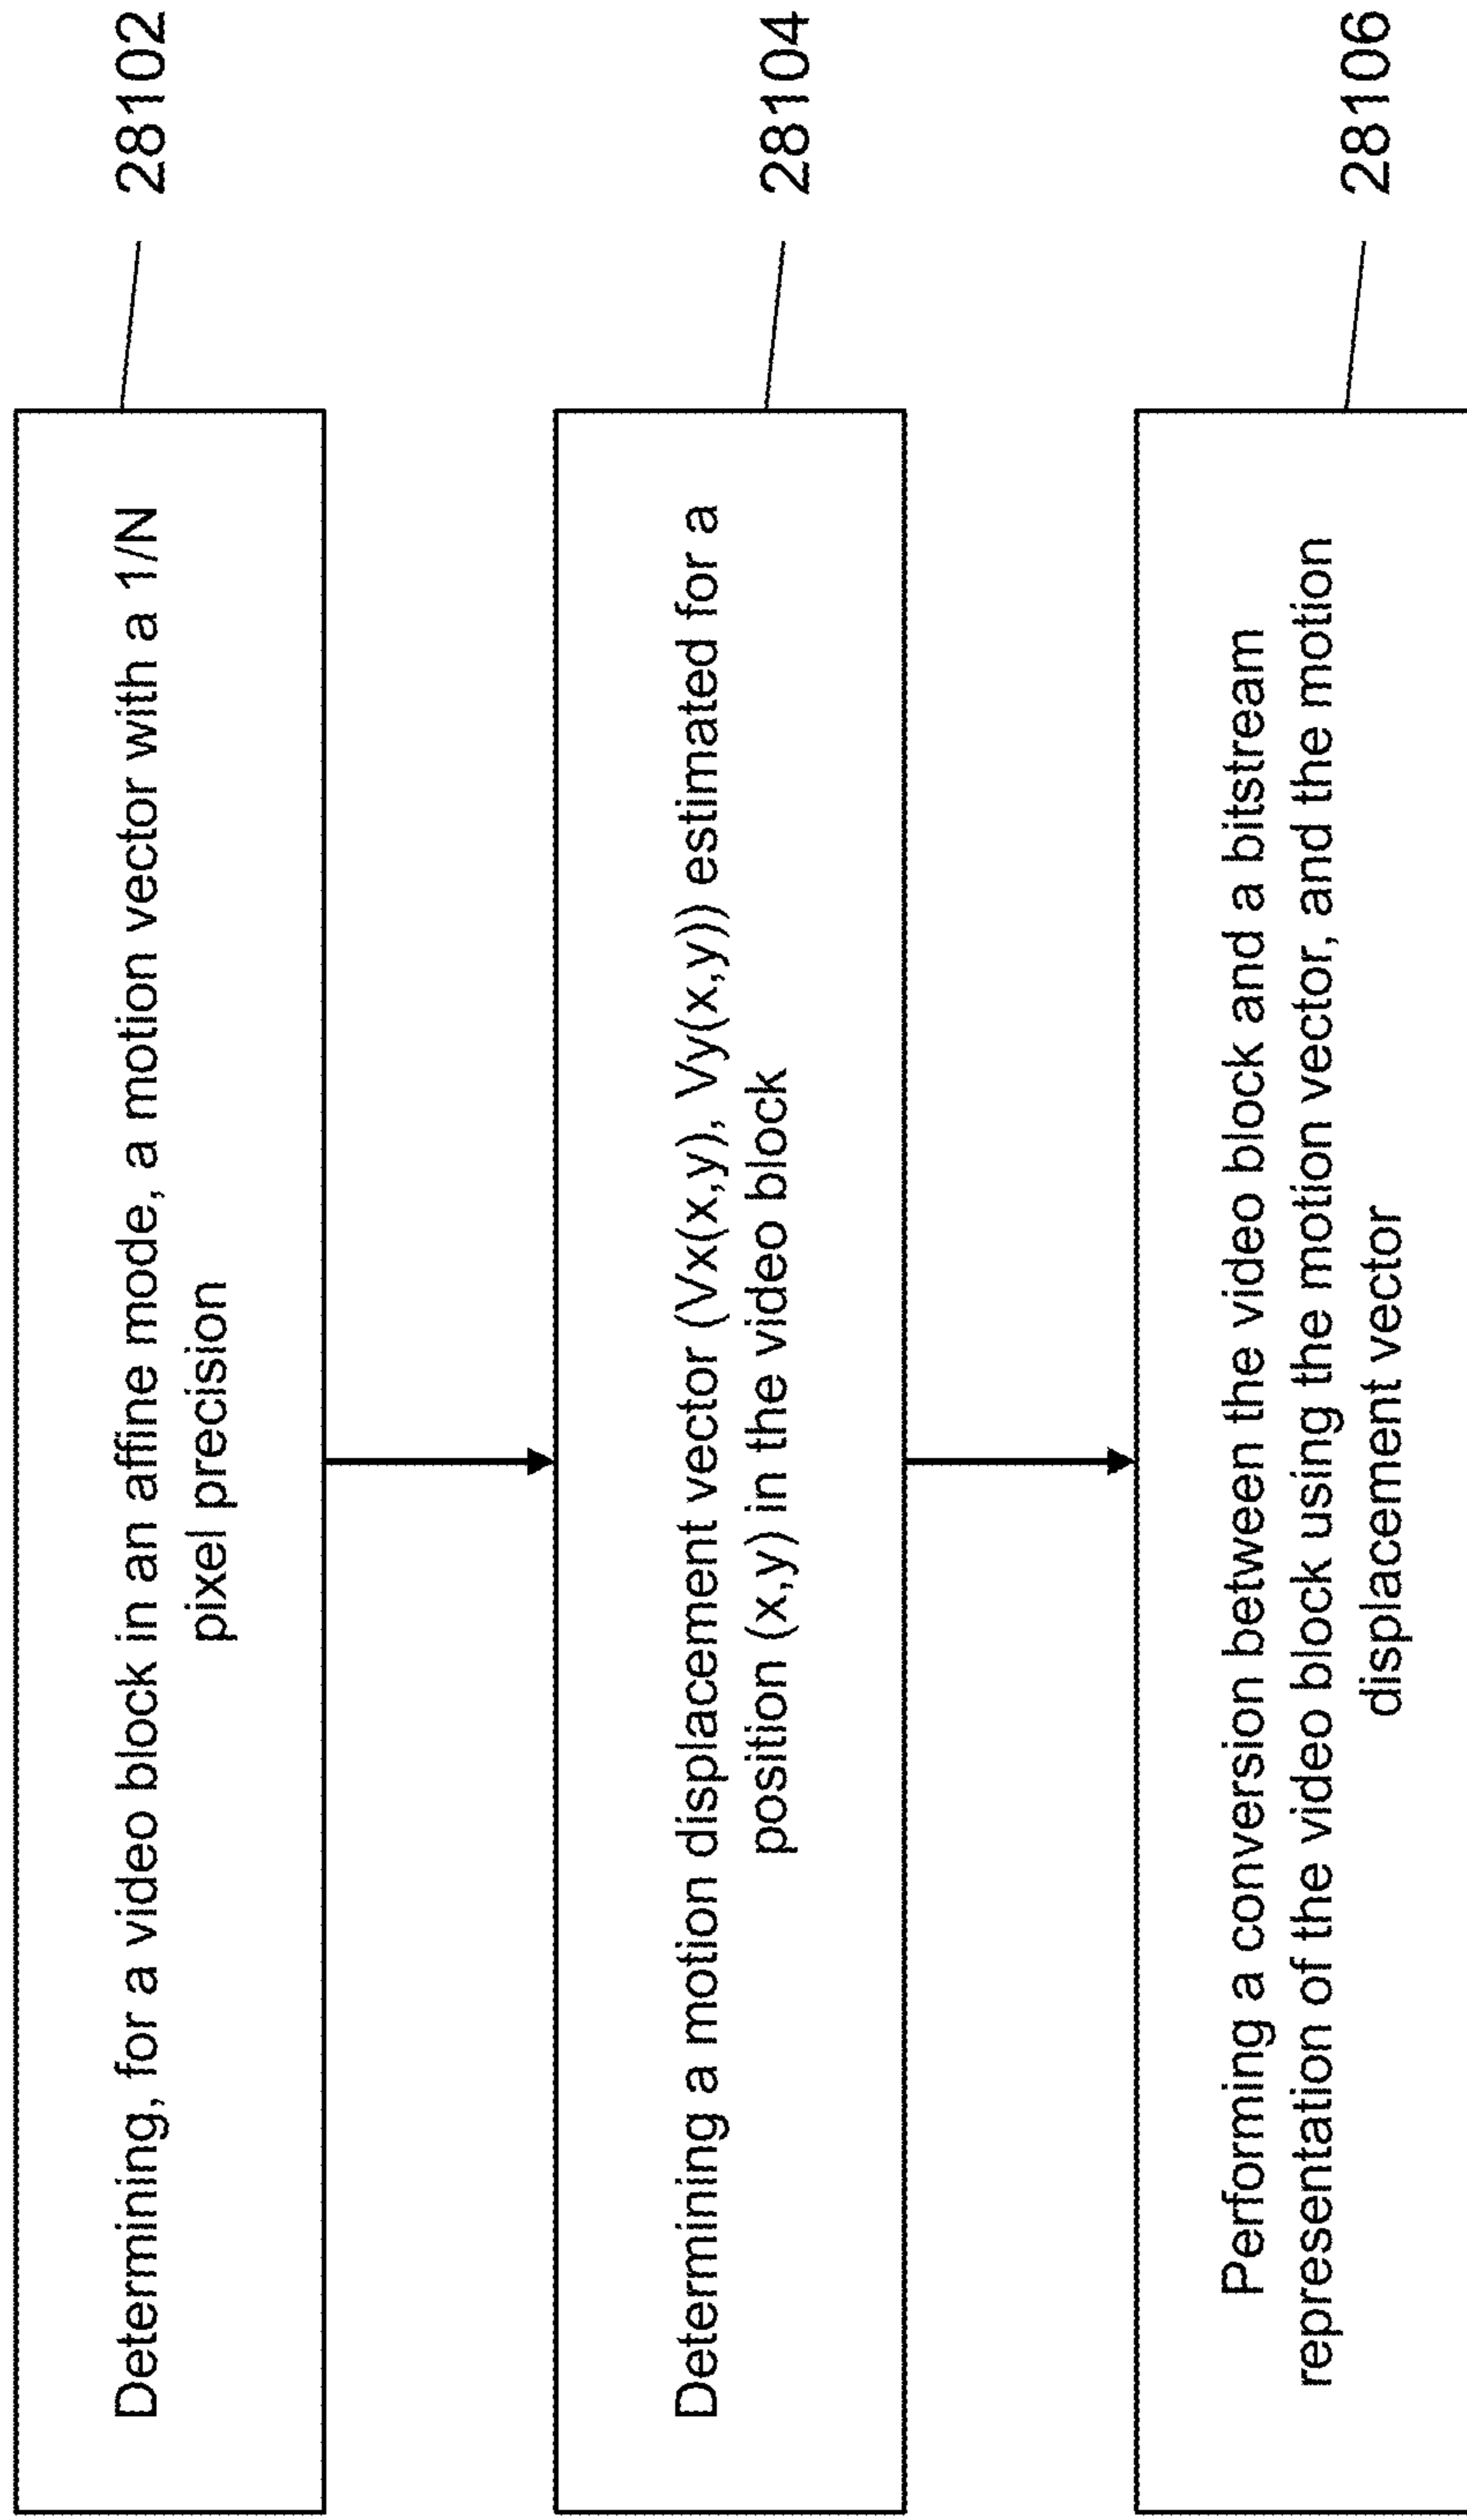 Determining, for a video block in an affine mode, a motion vector with a 1/N
pixel precision
28102
Determining a motion displacement vector (Vx(x,y), Vy(x,y)) estimated for a
position (x,y) in the video block
28104
Performing a conversion between the video block and a bitstream
representation of the video block using the motion vector, and the motion
displacement vector
28106